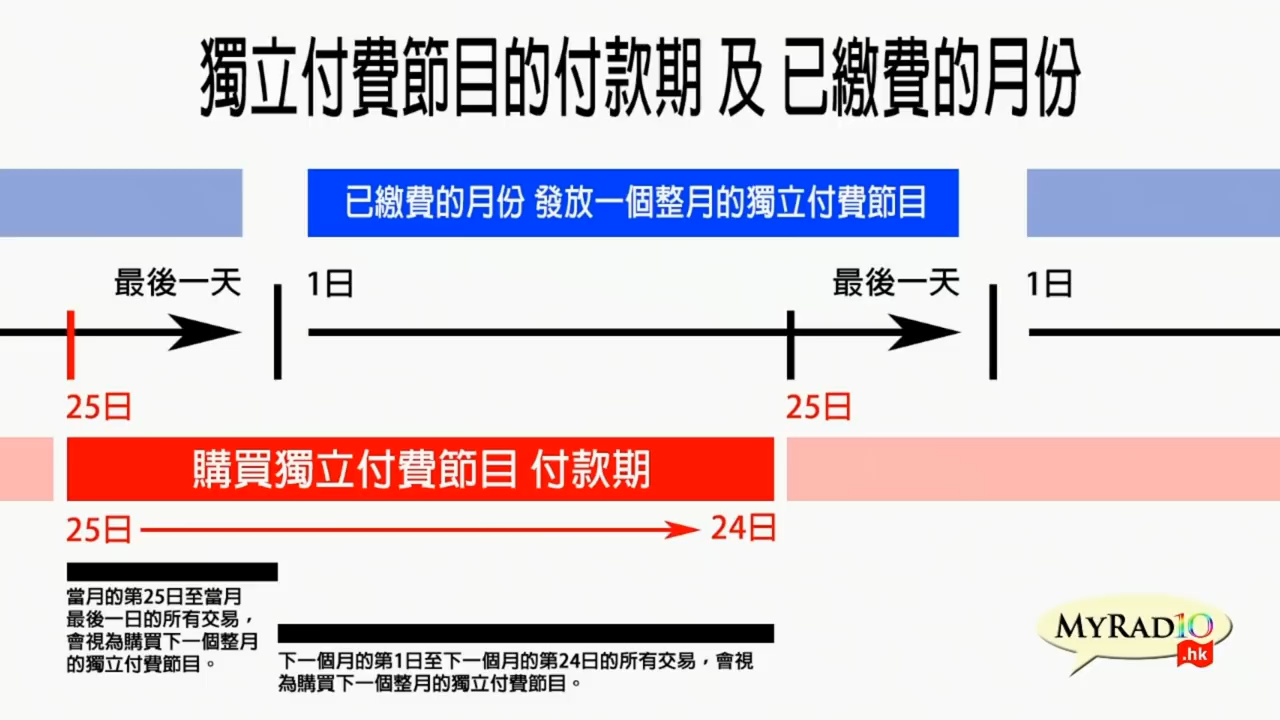 獨立付費節目的付款期 及 已繳費的月份
已繳費的月份 發放一個整月的獨立付費節目
最後一天 1日 最後一天 1日
25日 25日
購買獨立付費節目 付款期
25日 24日
當月的第25日至當月
最後一日的所有交易，
會視為購買下一個整月
的獨立付費節目。
下一個月的第1日至下一個月的第24日的所有交易，會視
為購買下一個整月的獨立付費節目。
MYRAD10
.hk